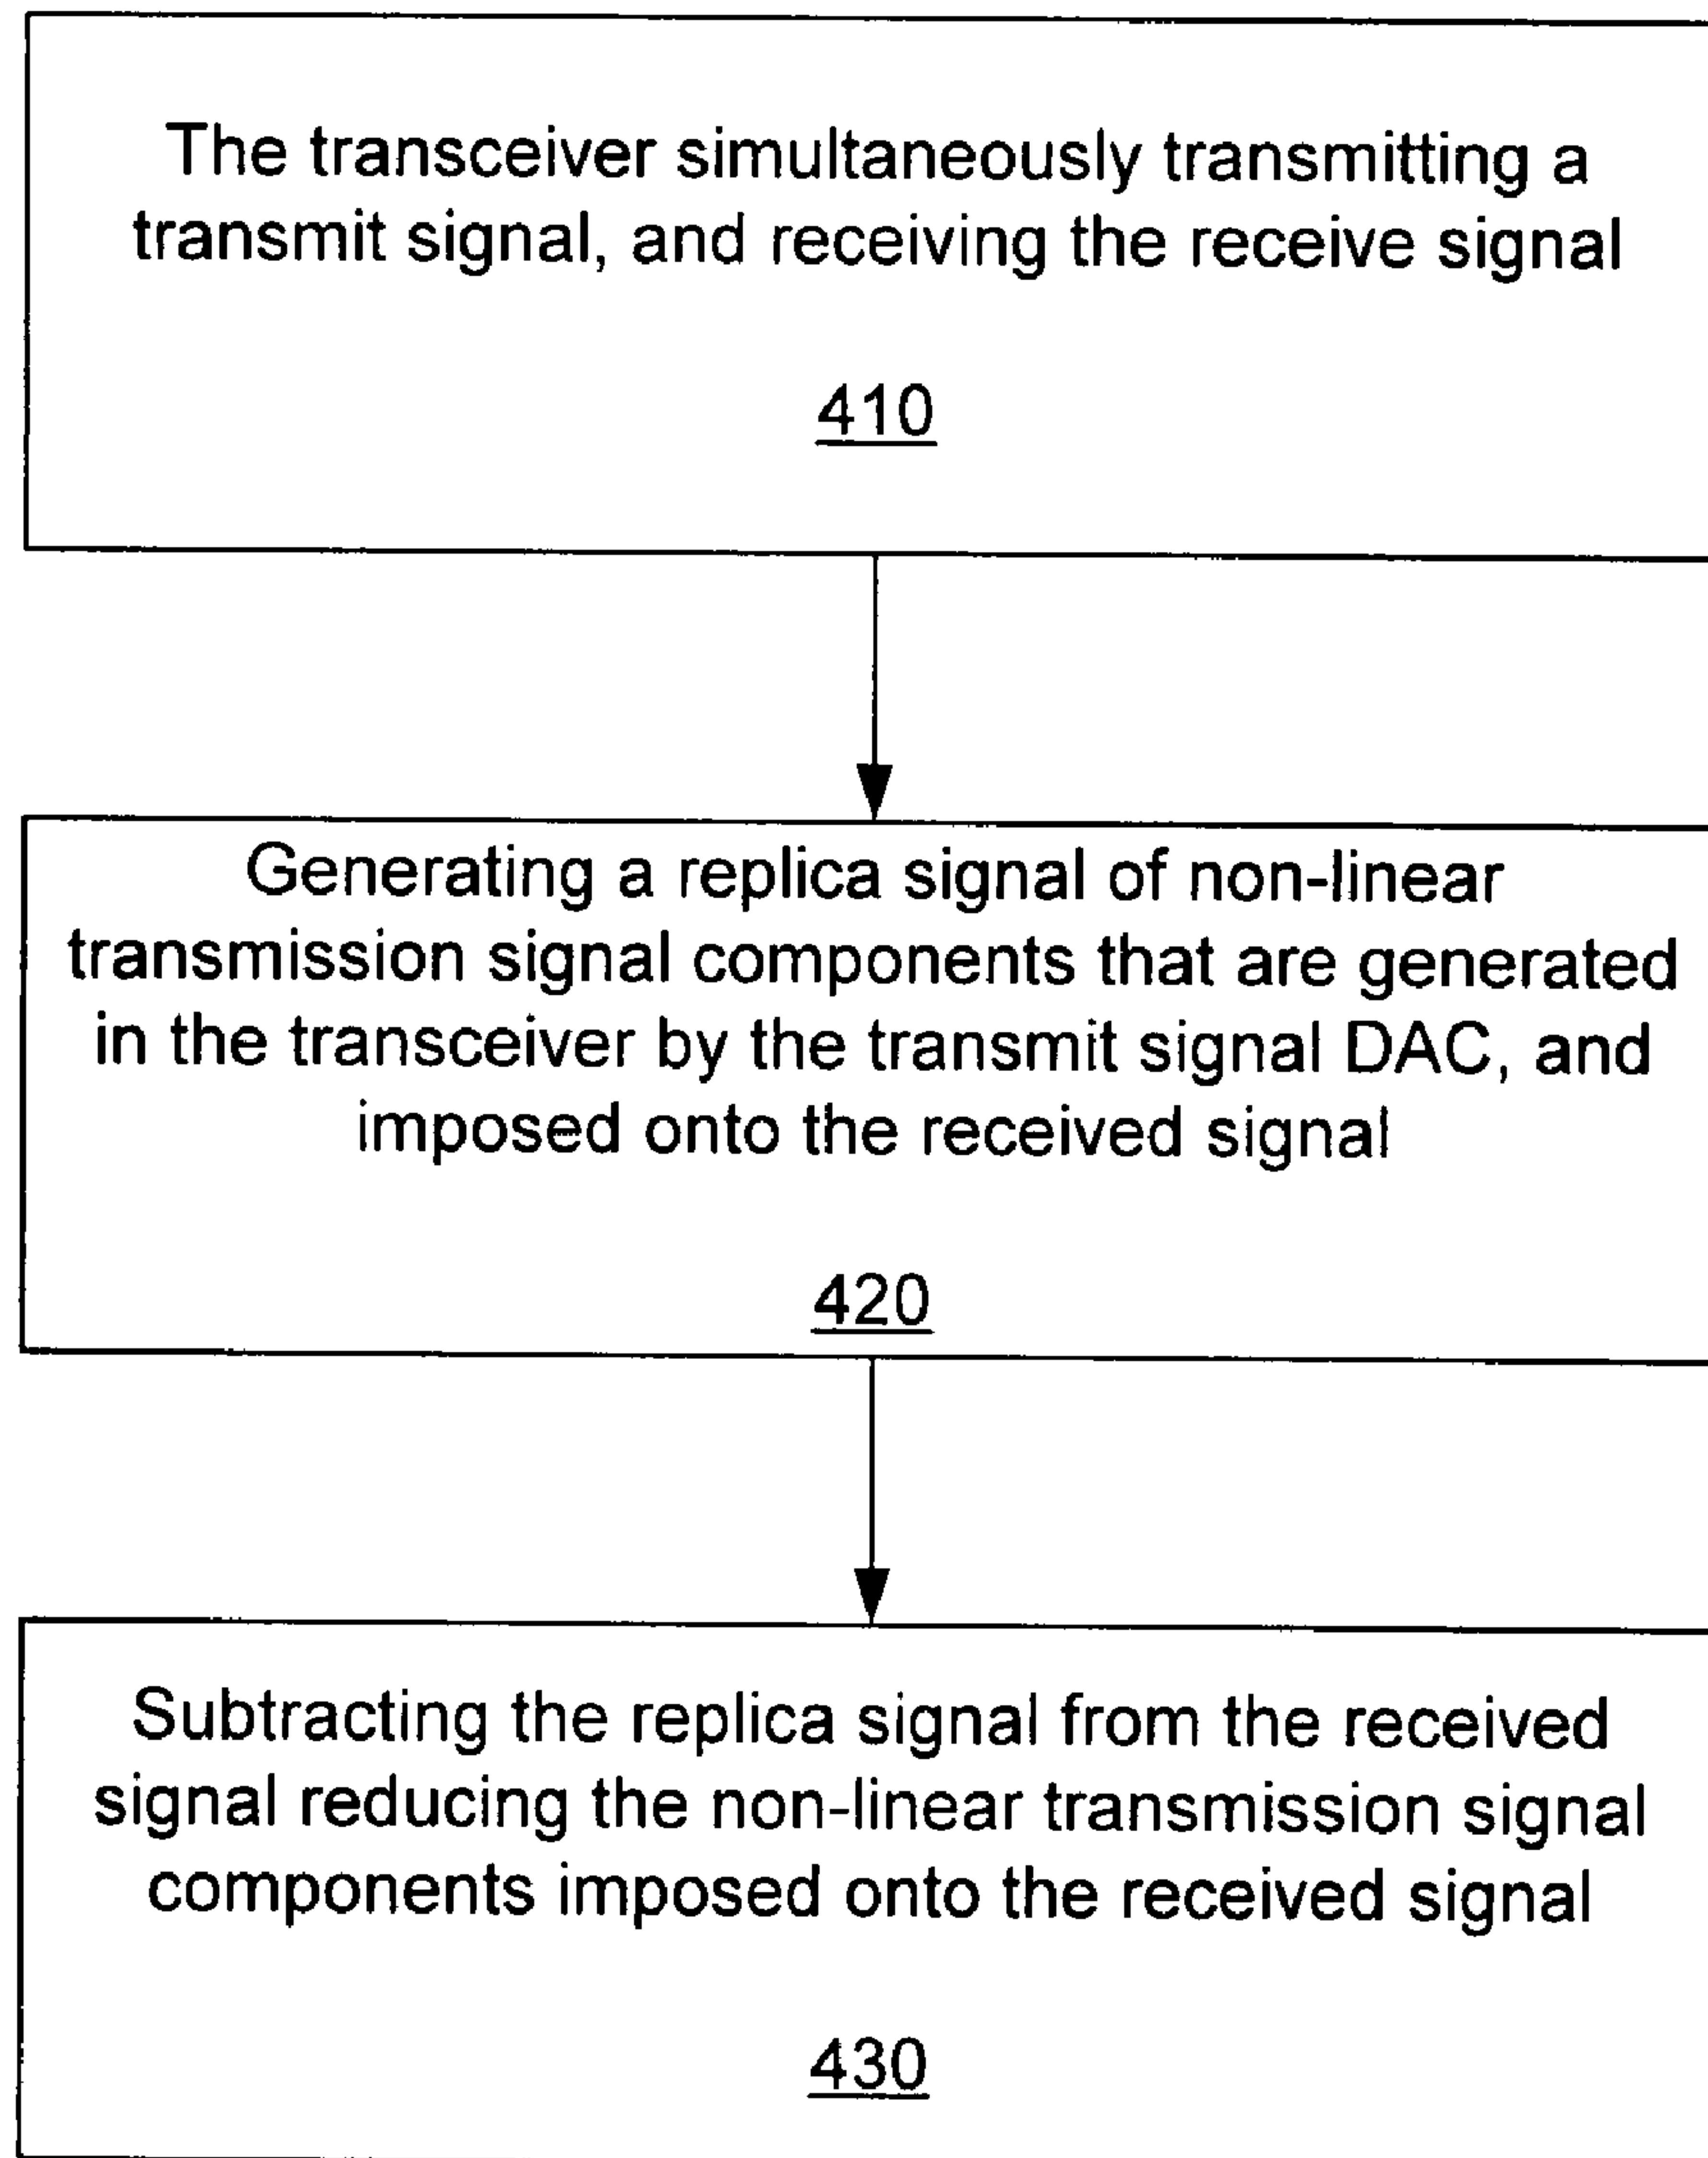 The transceiver simultaneously transmitting a
transmit signal, and receiving the receive signal
410
Generating a replica signal of non-linear
transmission signal components that are generated
in the transceiver by the transmit signal DAC, and
imposed onto the received signal
420
Subtracting the replica signal from the received
signal reducing the non-linear transmission signal
components imposed onto the received signal
430